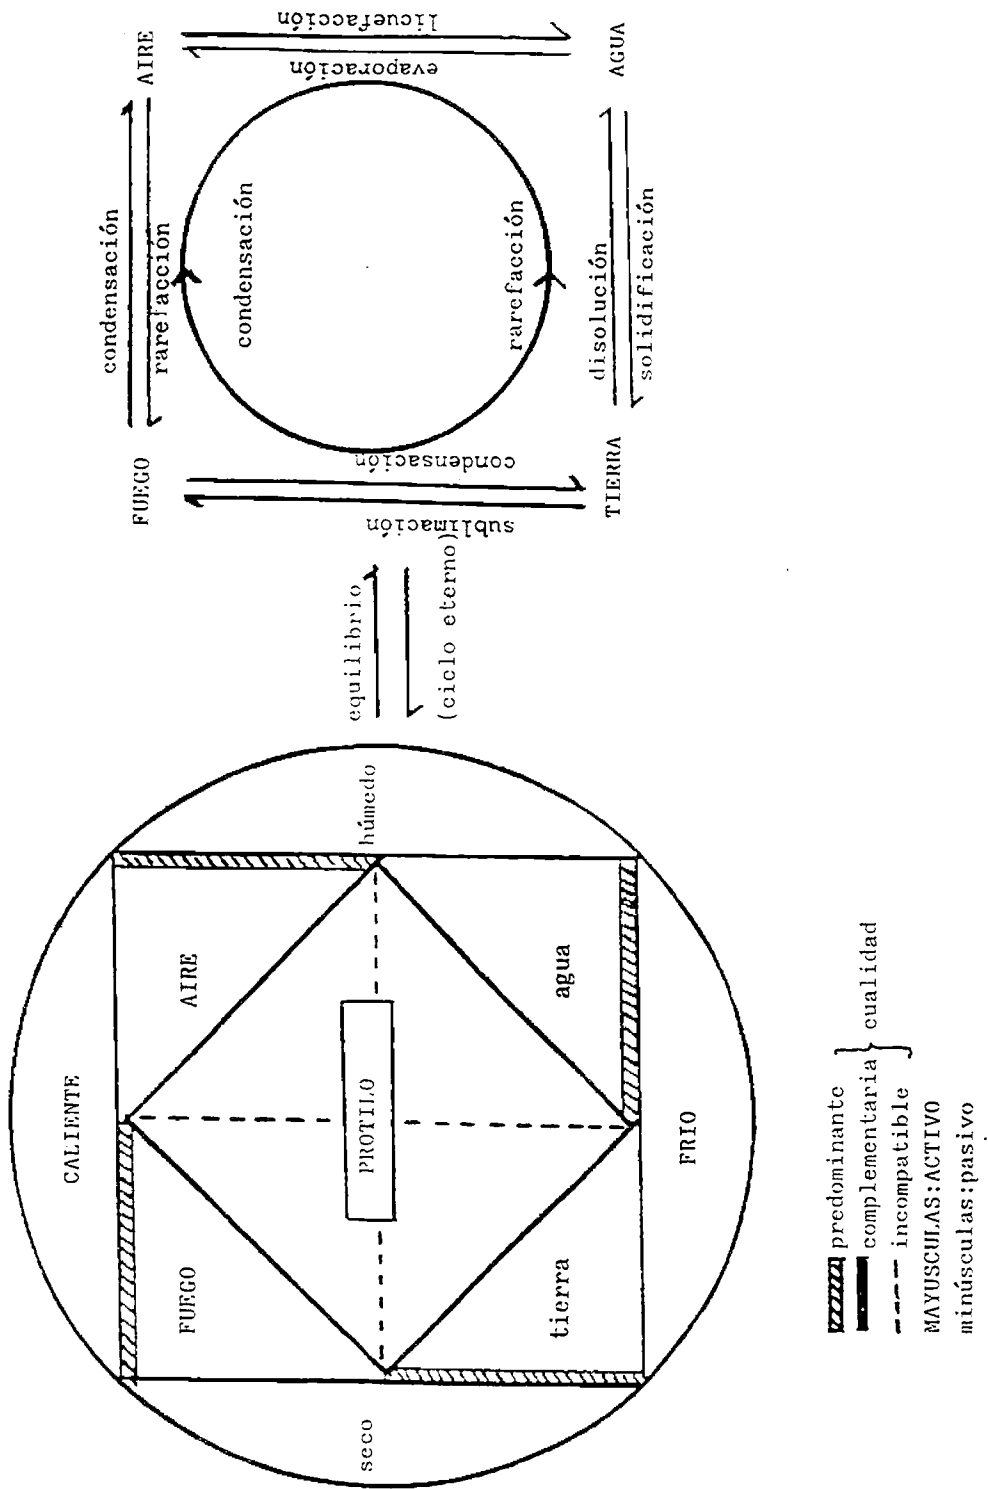 CALIENTE
FUEGO
AIRE
seco
PROTILO
húmedo
tierra
agua
FRIO
equilibrio
(ciclo eterno)
FUEGO
condensación
rarefacción
AIRE
sublimación
condensación
condensación
rarefacción
evaporación
licuefacción
TIERRA
disolución
solidificación
AGUA
predominante
complementaria
incompatible
cualidad
MAYUSCULAS:ACTIVO
minúsculas:pasivo